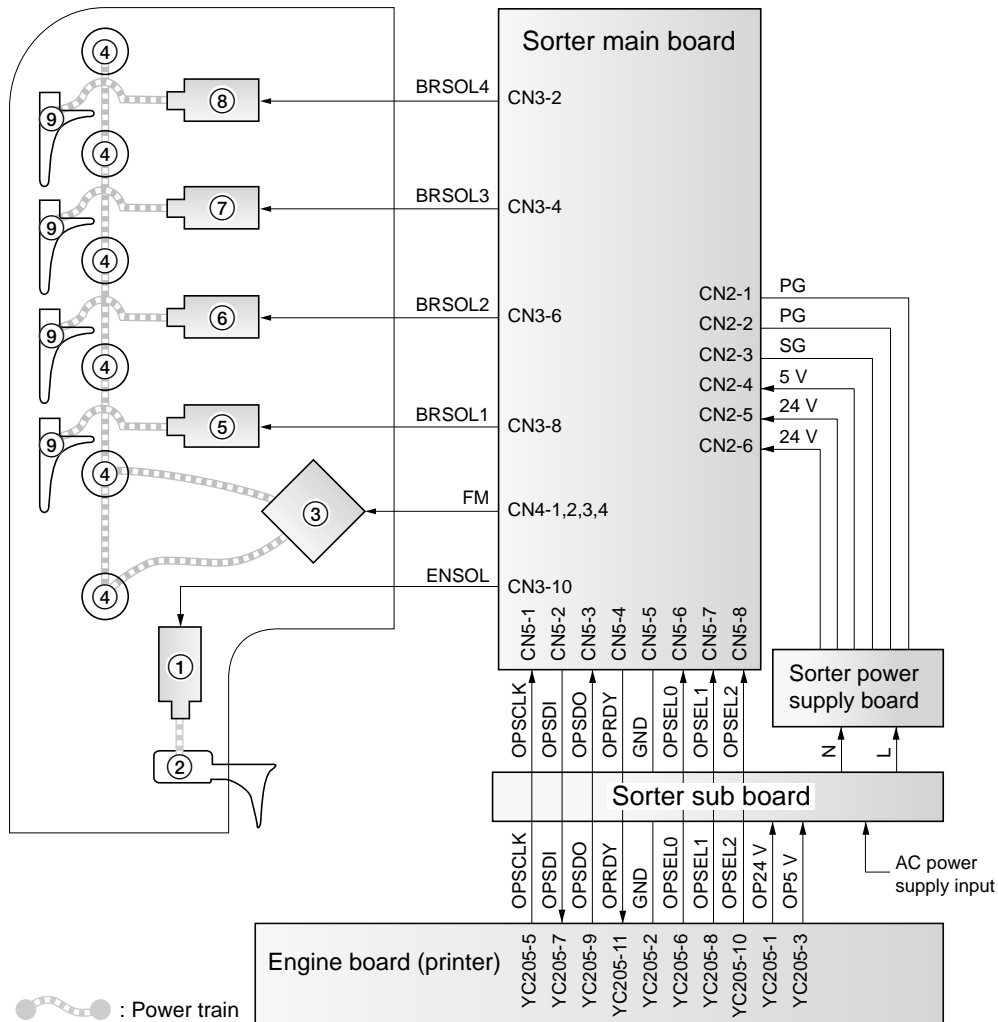 Sorter main board
④
BRSOL4
CN3-2
⑧
⑨
④
BRSOL3
CN3-4
⑦
⑨
④
CN2-1
PG
BRSOL2
CN3-6
⑥
CN2-2
PG
⑨
CN2-3
SG
④
CN2-4
5 V
BRSOL1
CN3-8
CN2-5
24 V
⑤
⑨
CN2-6
24 V
④
FM
CN4-1,2,3,4
③
ENSOL
CN3-10
④
CN5-1
CN5-2
CN5-3
CN5-4
CN5-5
CN5-6
CN5-7
CN5-8
①
Sorter power
supply board
OPSCLK
OPSDI
OPSDO
OPRDY
GND
OPSEL0
OPSEL1
OPSEL2
N
L
②
Sorter sub board
OPSCLK
OPSDI
OPSDO
OPRDY
GND
OPSEL0
OPSEL1
OPSEL2
OP24 V
OP5 V
AC power
supply input
Engine board (printer)
YC205-5
YC205-7
YC205-9
YC205-11
YC205-2
YC205-6
YC205-8
YC205-10
YC205-1
YC205-3
: Power train